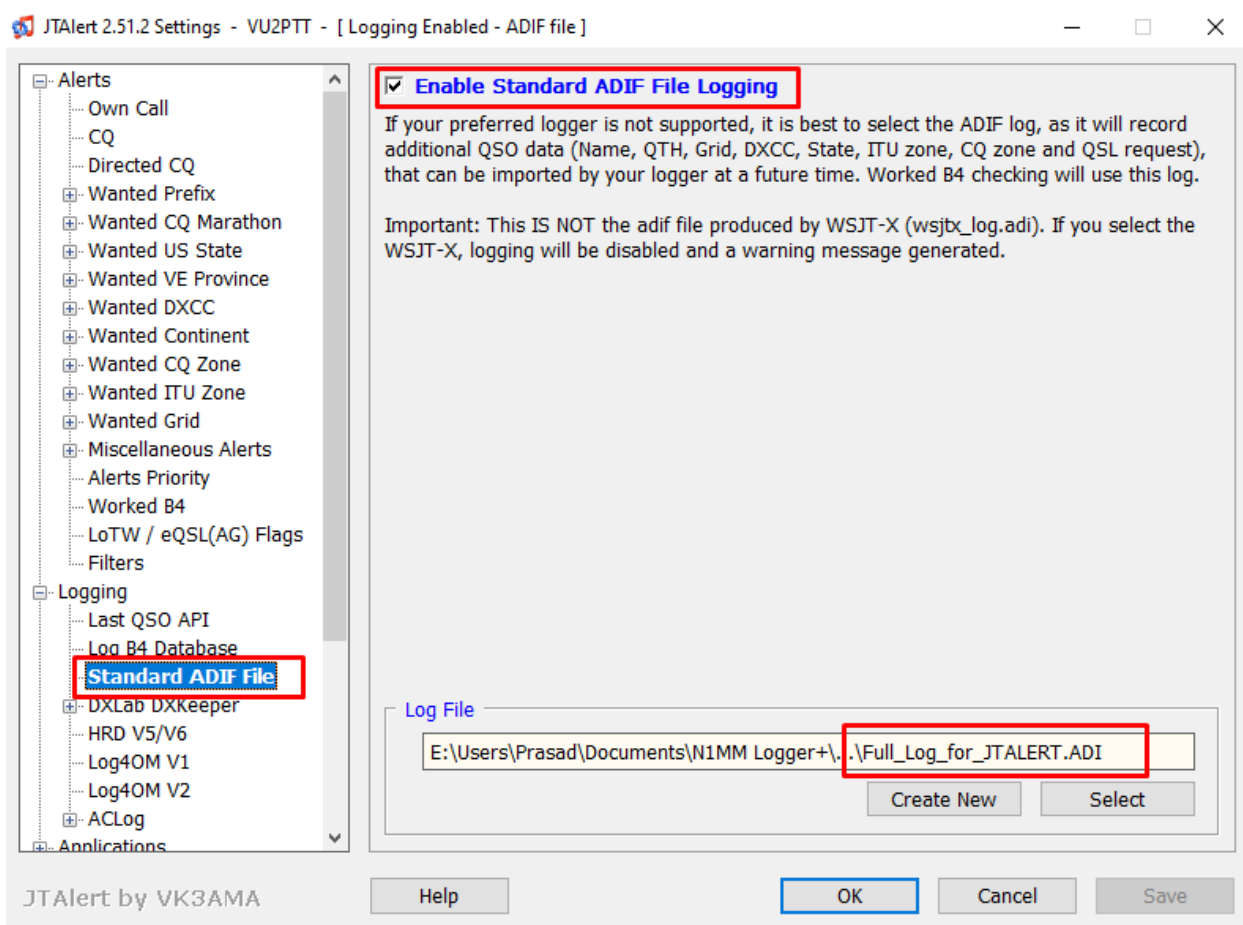 JTAlert 2.51.2 Settings - VU2PTT - [ Logging Enabled - ADIF file ]
Alerts
Own Call
CQ
Directed CQ
Wanted Prefix
Wanted CQ Marathon
Wanted US State
Wanted VE Province
Wanted DXCC
Wanted Continent
Wanted CQ Zone
Wanted ITU Zone
Wanted Grid
Miscellaneous Alerts
Alerts Priority
Worked B4
LoTW / eQSL(AG) Flags
Filters
Logging
Last QSO API
Log B4 Database
Standard ADIF File
DXLab DXKeeper
HRD V5/V6
Log4OM V1
Log4OM V2
ACLog
Applications
Enable Standard ADIF File Logging
If your preferred logger is not supported, it is best to select the ADIF log, as it will record
additional QSO data (Name, QTH, Grid, DXCC, State, ITU zone, CQ zone and QSL request),
that can be imported by your logger at a future time. Worked B4 checking will use this log.
Important: This IS NOT the adif file produced by WSJT-X (wsjtx_log.adi). If you select the
WSJT-X, logging will be disabled and a warning message generated.
Log File
E:\Users\Prasad\Documents\N1MM Logger+\...\Full_Log_for_JTALERT.ADI
Create New
Select
JTAlert by VK3AMA
Help
OK
Cancel
Save